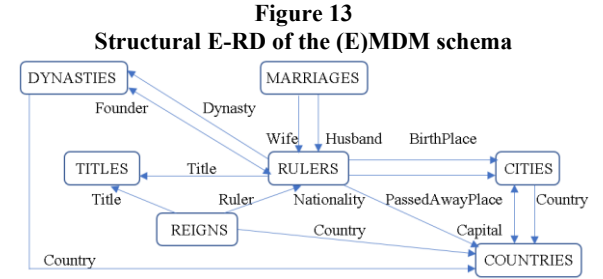 Figure 13
Structural E-RD of the (E)MDM schema
DYNASTIES
MARRIAGES
Founder
Dynasty
Wife
Husband
BirthPlace
TITLES
Title
RULERS
CITIES
Title
Ruler
Nationality
PassedAwayPlace
Country
REIGNS
Country
Capital
Country
COUNTRIES